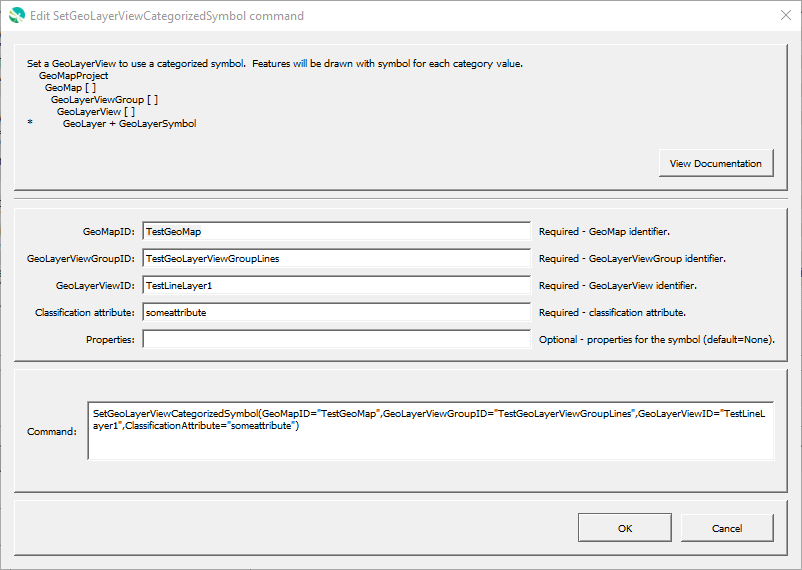 Edit SetGeoLayerViewCategorizedSymbol command
Set a GeoLayerView to use a categorized symbol.  Features will be drawn with symbol for each category value.
GeoMapProject
GeoMap [ ]
GeoLayerViewGroup [ ]
GeoLayerView [ ]
* GeoLayer + GeoLayerSymbol
View Documentation
GeoMapID: TestGeoMap Required - GeoMap identifier.
GeoLayerViewGroupID: TestGeoLayerViewGroupLines Required - GeoLayerViewGroup identifier.
GeoLayerViewID: TestLineLayer1 Required - GeoLayerView identifier.
Classification attribute: someattribute Required - classification attribute.
Properties: Optional - properties for the symbol (default=None).
SetGeoLayerViewCategorizedSymbol(GeoMapID="TestGeoMap",GeoLayerViewGroupID="TestGeoLayerViewGroupLines",GeoLayerViewID="TestLineL
ayer1",ClassificationAttribute="someattribute")
Command:
OK Cancel